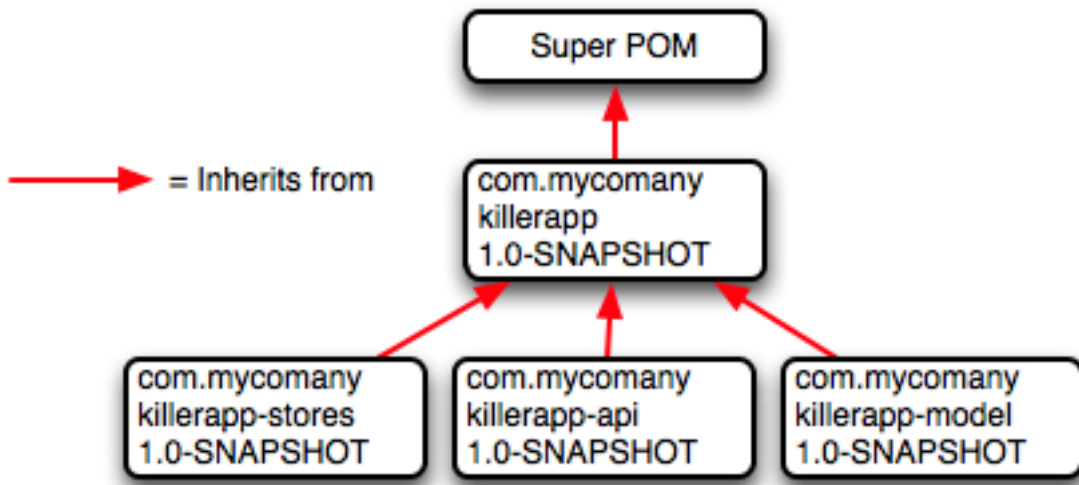 Super POM
= Inherits from
com.mycomany
killerapp
1.0-SNAPSHOT
com.mycomany
killerapp-stores
1.0-SNAPSHOT
com.mycomany
killerapp-api
1.0-SNAPSHOT
com.mycomany
killerapp-model
1.0-SNAPSHOT